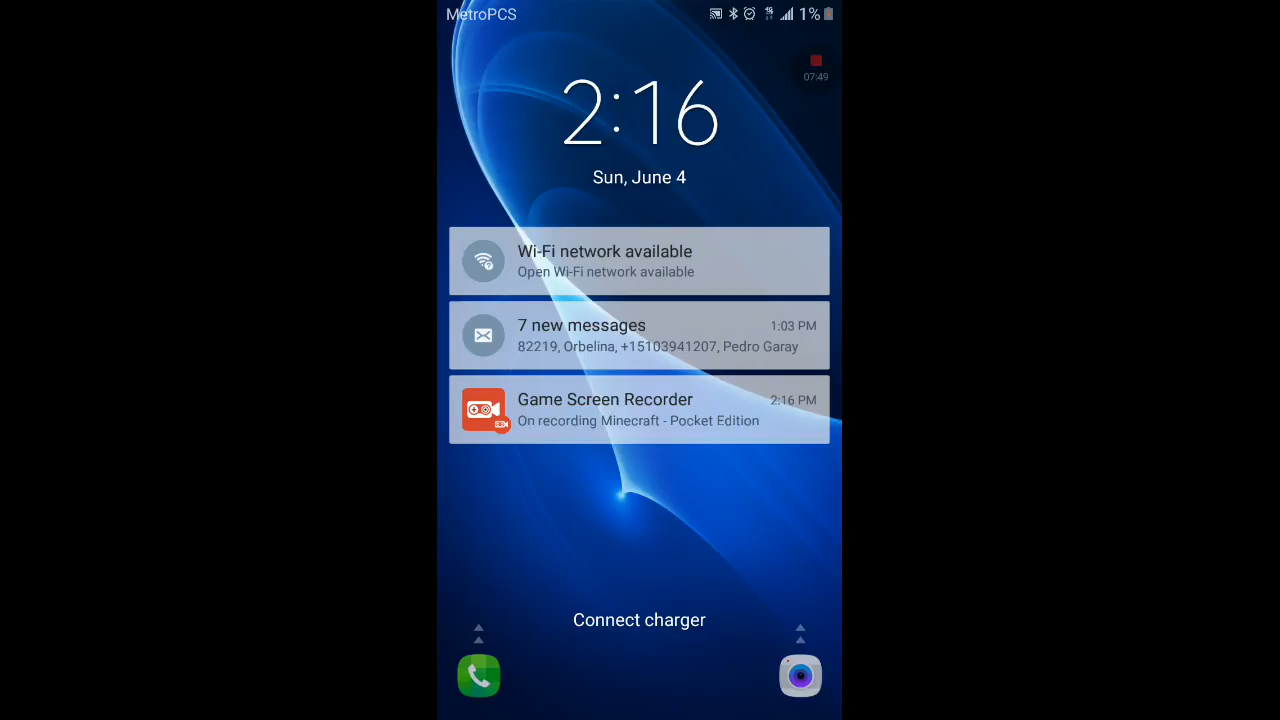 MetroPCS
1%
07:49
2:16
Sun, June 4
Wi-Fi network available
Open Wi-Fi network available
7 new messages 1:03 PM
82219, Orbelina, +15103941207, Pedro Garay
Game Screen Recorder 2:16 PM
On recording Minecraft - Pocket Edition
Connect charger